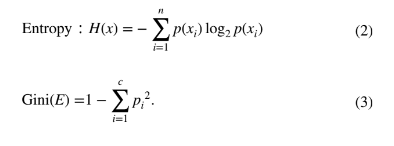 Entropy : H(x) = − ∑_{i=1}^{n} p(x_i) log_2 p(x_i) (2)
Gini(E) =1 − ∑_{i=1}^{c} p_i^2. (3)